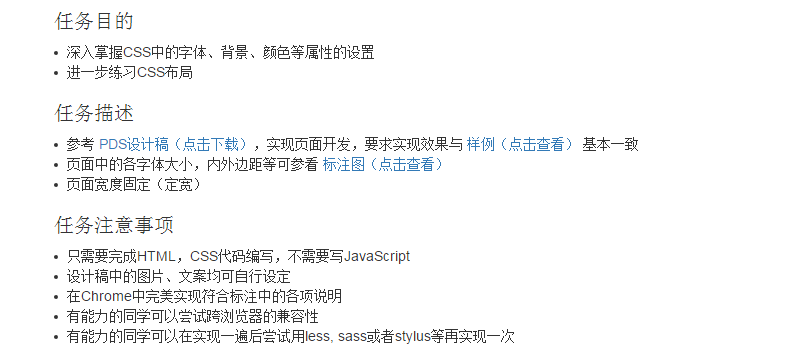 任务目的
深入掌握CSS中的字体、背景、颜色等属性的设置
进一步练习CSS布局
任务描述
参考 PDS设计稿（点击下载），实现页面开发，要求实现效果与 样例（点击查看） 基本一致
页面中的各字体大小，内外边距等可参看 标注图（点击查看）
页面宽度固定（定宽）
任务注意事项
只需要完成HTML，CSS代码编写，不需要写JavaScript
设计稿中的图片、文案均可自行设定
在Chrome中完美实现符合标注中的各项说明
有能力的同学可以尝试跨浏览器的兼容性
有能力的同学可以在实现一遍后尝试用less, sass或者stylus等再实现一次